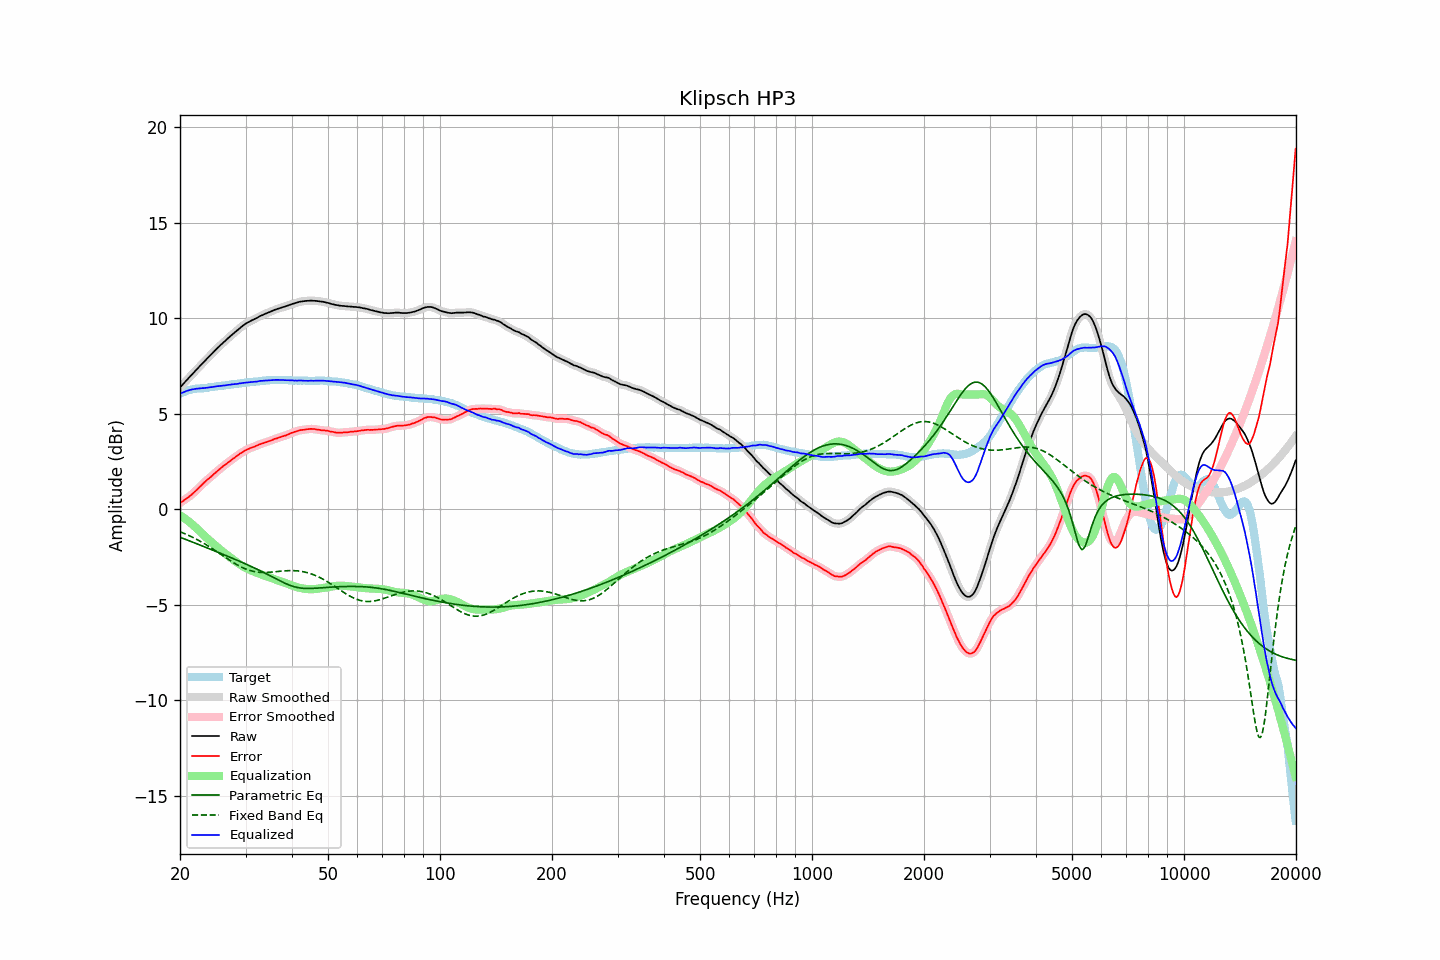 Klipsch HP3
Amplitude (dBr)
20
15
10
5
0
−5
−10
−15
Target
Raw Smoothed
Error Smoothed
Raw
Error
Equalization
Parametric Eq
Fixed Band Eq
Equalized
20 50 100 200 500 1000 2000 5000 10000 20000
Frequency (Hz)